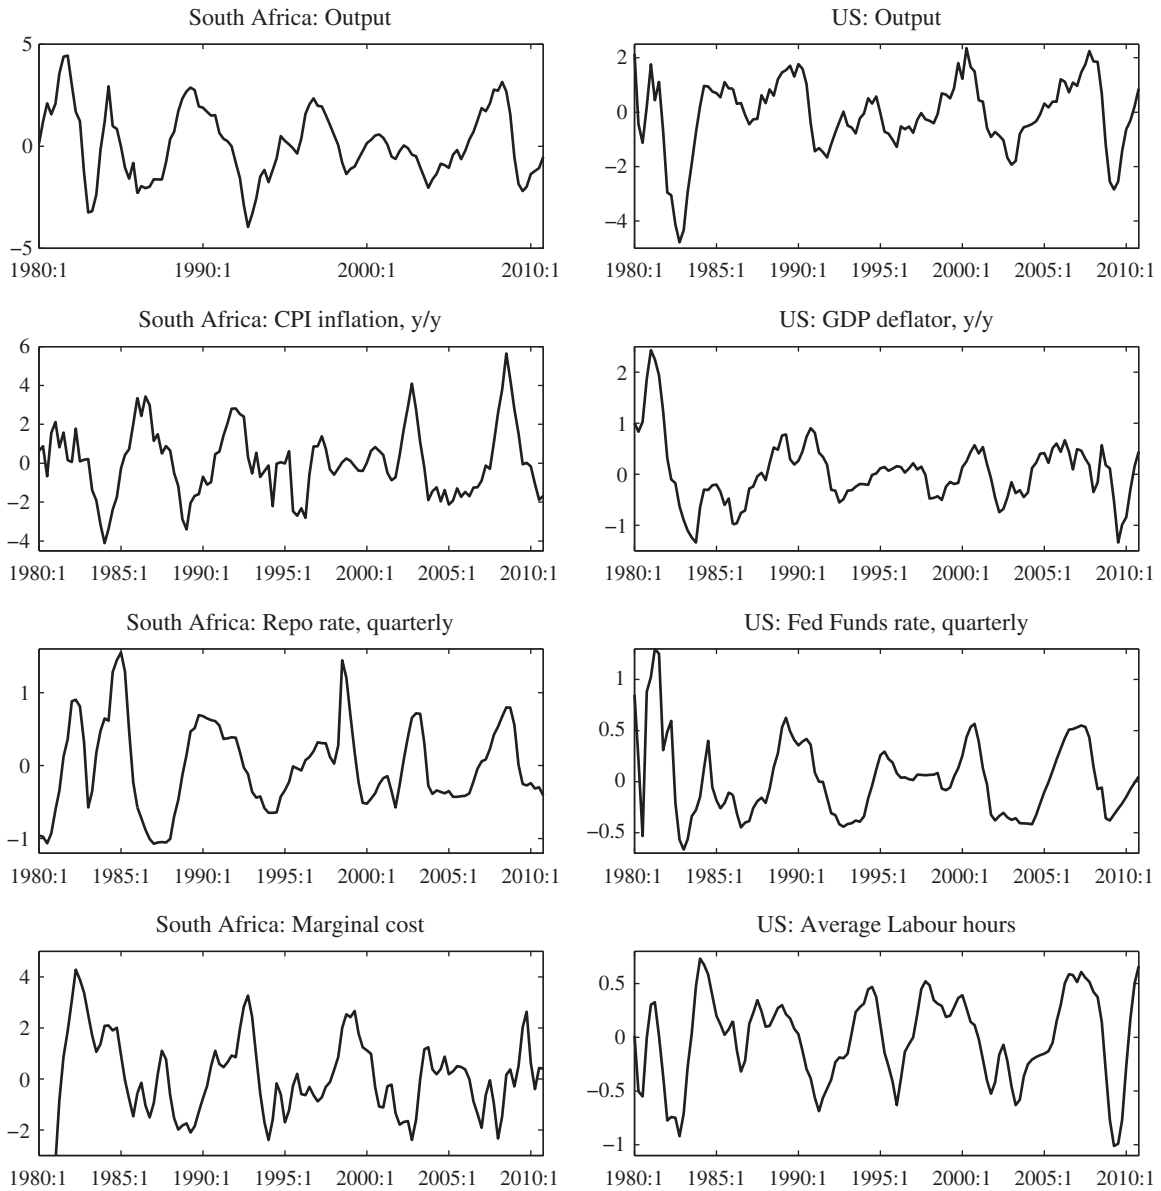 South Africa: Output
US: Output
5
0
−5
1980:1 1990:1 2000:1 2010:1
2
0
−2
−4
1980:1 1985:1 1990:1 1995:1 2000:1 2005:1 2010:1
South Africa: CPI inflation, y/y
US: GDP deflator, y/y
6
4
2
0
−2
−4
1980:1 1985:1 1990:1 1995:1 2000:1 2005:1 2010:1
2
1
0
−1
1980:1 1985:1 1990:1 1995:1 2000:1 2005:1 2010:1
South Africa: Repo rate, quarterly
US: Fed Funds rate, quarterly
1
0
−1
1980:1 1985:1 1990:1 1995:1 2000:1 2005:1 2010:1
1
0.5
0
−0.5
1980:1 1985:1 1990:1 1995:1 2000:1 2005:1 2010:1
South Africa: Marginal cost
US: Average Labour hours
4
2
0
−2
1980:1 1985:1 1990:1 1995:1 2000:1 2005:1 2010:1
0.5
0
−0.5
−1
1980:1 1985:1 1990:1 1995:1 2000:1 2005:1 2010:1